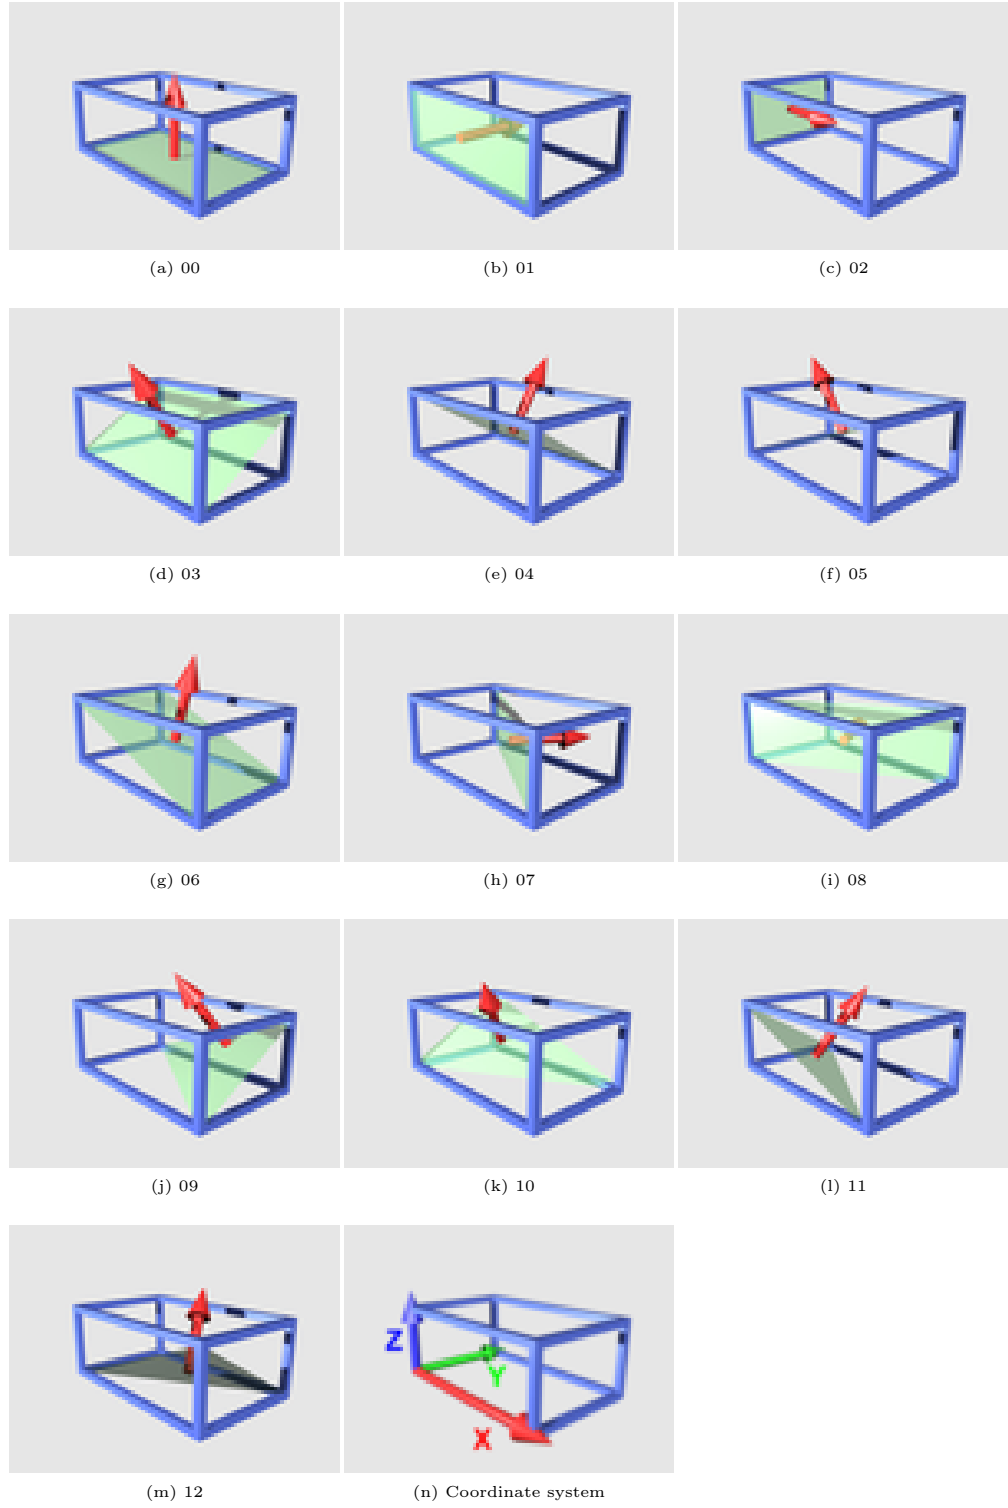 (a) 00
(b) 01
(c) 02
(d) 03
(e) 04
(f) 05
(g) 06
(h) 07
(i) 08
(j) 09
(k) 10
(l) 11
Z
Y
X
(m) 12
(n) Coordinate system